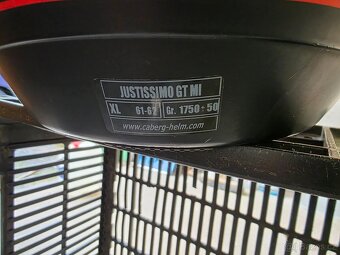 JUSTISSIMO GT MI
XL 61-62 Gr. 1750 ÷ 50
www.caberg-helm.com